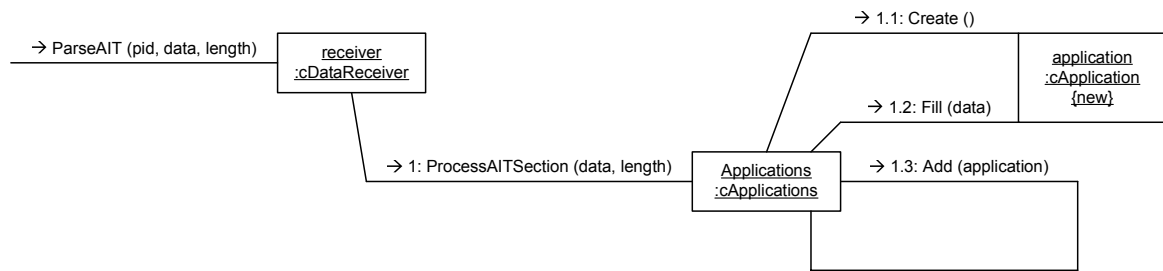 → 1.1: Create ()
→ ParseAIT (pid, data, length)
receiver
:cDataReceiver
application
:cApplication
{new}
→ 1.2: Fill (data)
→ 1: ProcessAITSection (data, length)
Applications
:cApplications
→ 1.3: Add (application)